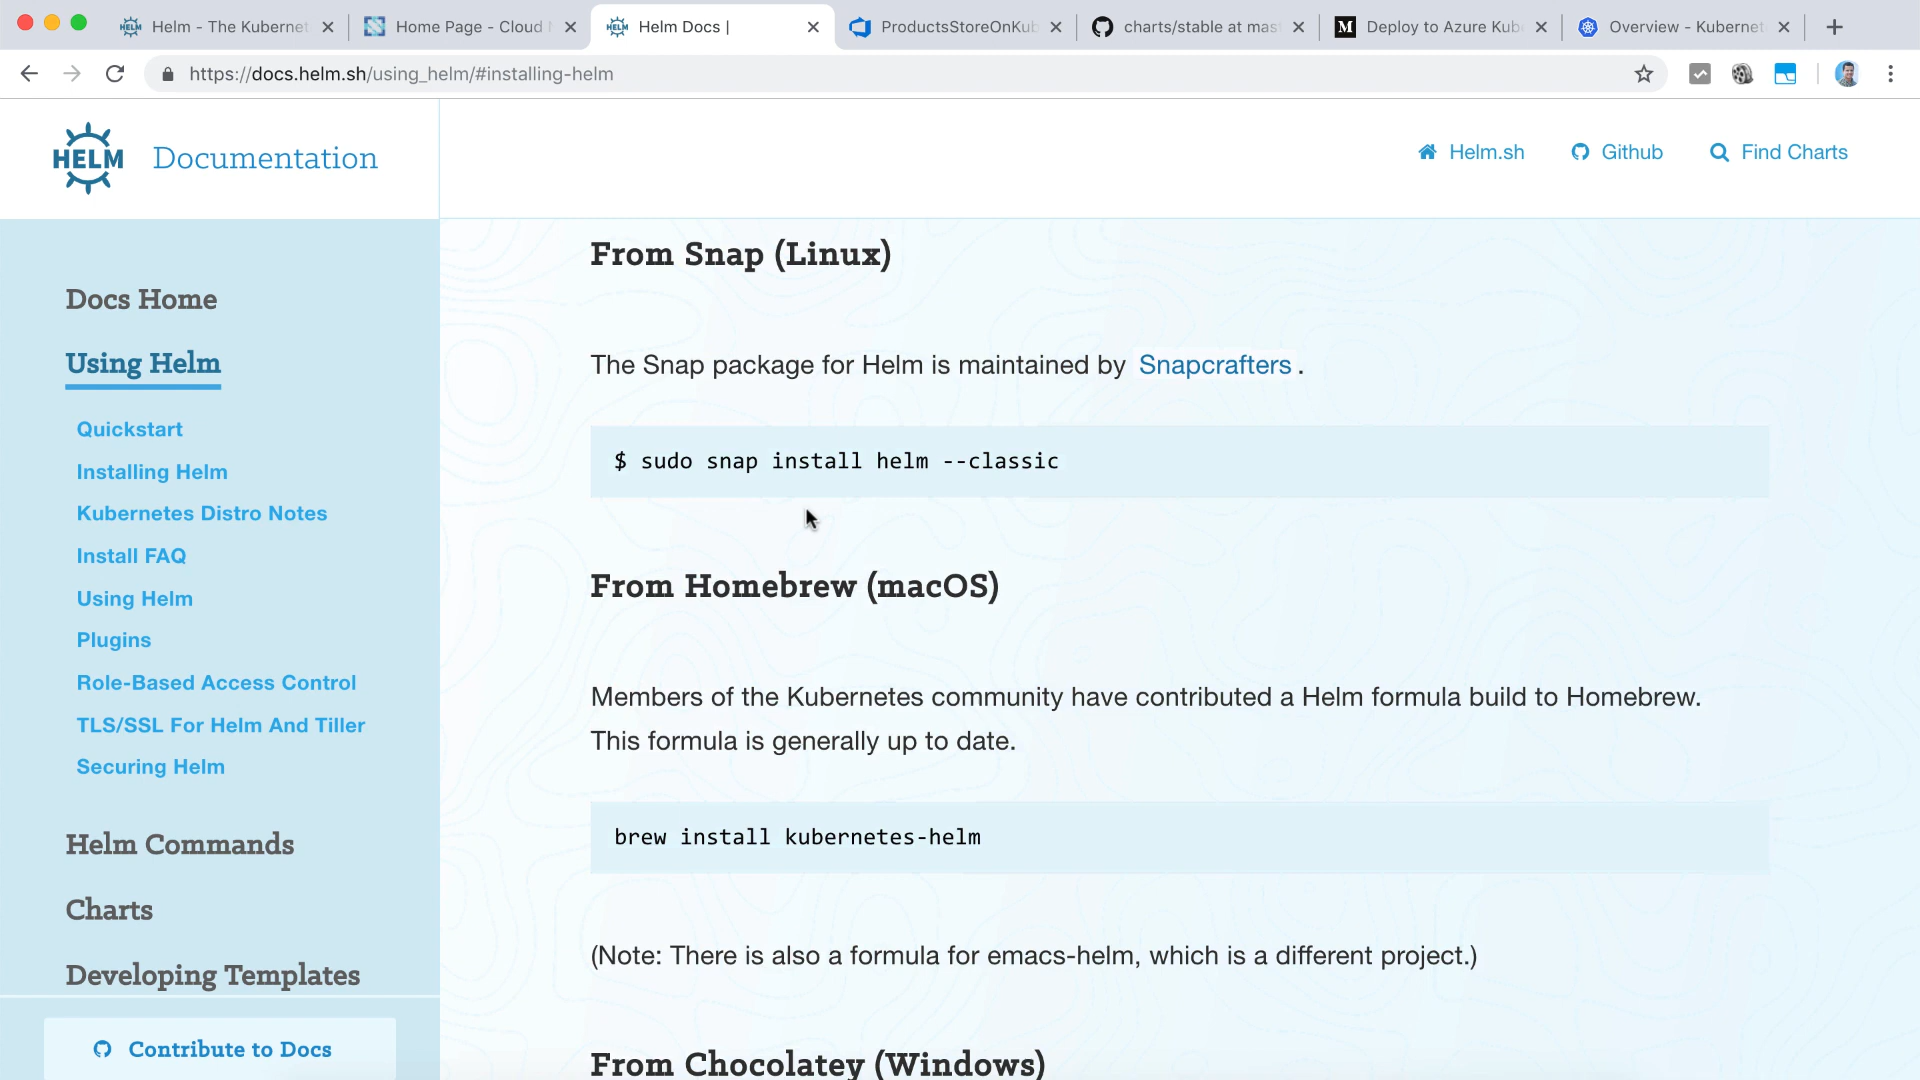 Helm - The Kubernet
Home Page - Cloud
Helm Docs |
ProductsStoreOnKub
charts/stable at mas
Deploy to Azure Kub
Overview - Kubernet
https://docs.helm.sh/using_helm/#installing-helm
HELM
Documentation
Helm.sh
Github
Find Charts
Docs Home
Using Helm
Quickstart
Installing Helm
Kubernetes Distro Notes
Install FAQ
Using Helm
Plugins
Role-Based Access Control
TLS/SSL For Helm And Tiller
Securing Helm
Helm Commands
Charts
Developing Templates
Contribute to Docs
From Snap (Linux)
The Snap package for Helm is maintained by Snapcrafters .
$ sudo snap install helm --classic
From Homebrew (macOS)
Members of the Kubernetes community have contributed a Helm formula build to Homebrew.
This formula is generally up to date.
brew install kubernetes-helm
(Note: There is also a formula for emacs-helm, which is a different project.)
From Chocolatey (Windows)